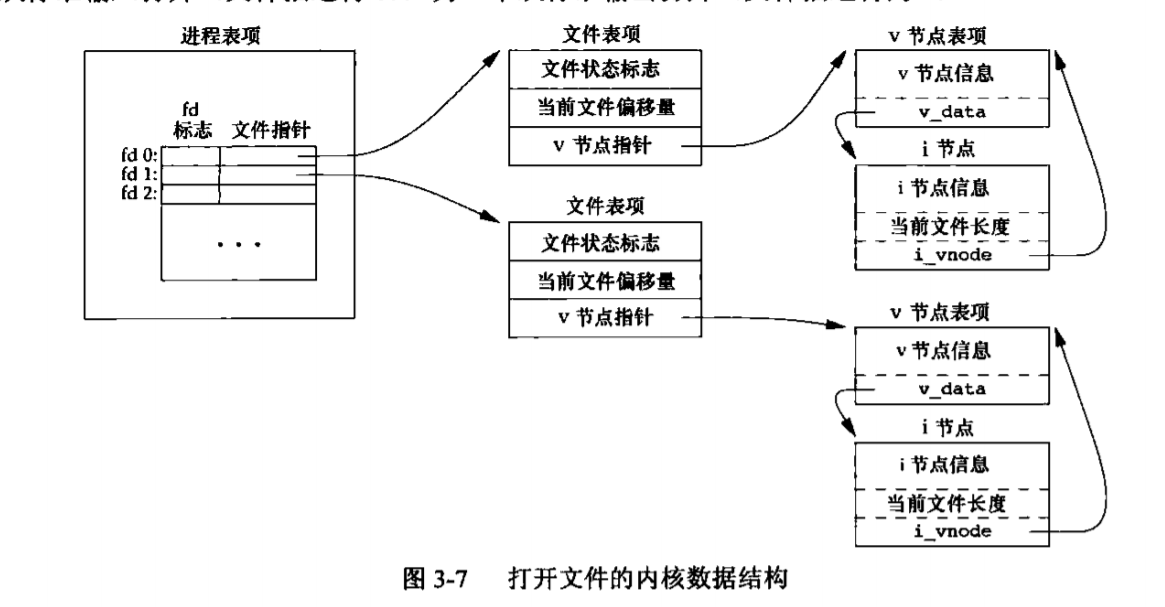 进程表项
fd
标志 文件指针
fd 0:
fd 1:
fd 2:
...
文件表项
文件状态标志
当前文件偏移量
v 节点指针
文件表项
文件状态标志
当前文件偏移量
v 节点指针
v 节点表项
v 节点信息
v_data
i 节点
i 节点信息
当前文件长度
i_vnode
v 节点表项
v 节点信息
v_data
i 节点
i 节点信息
当前文件长度
i_vnode
图 3-7 打开文件的内核数据结构